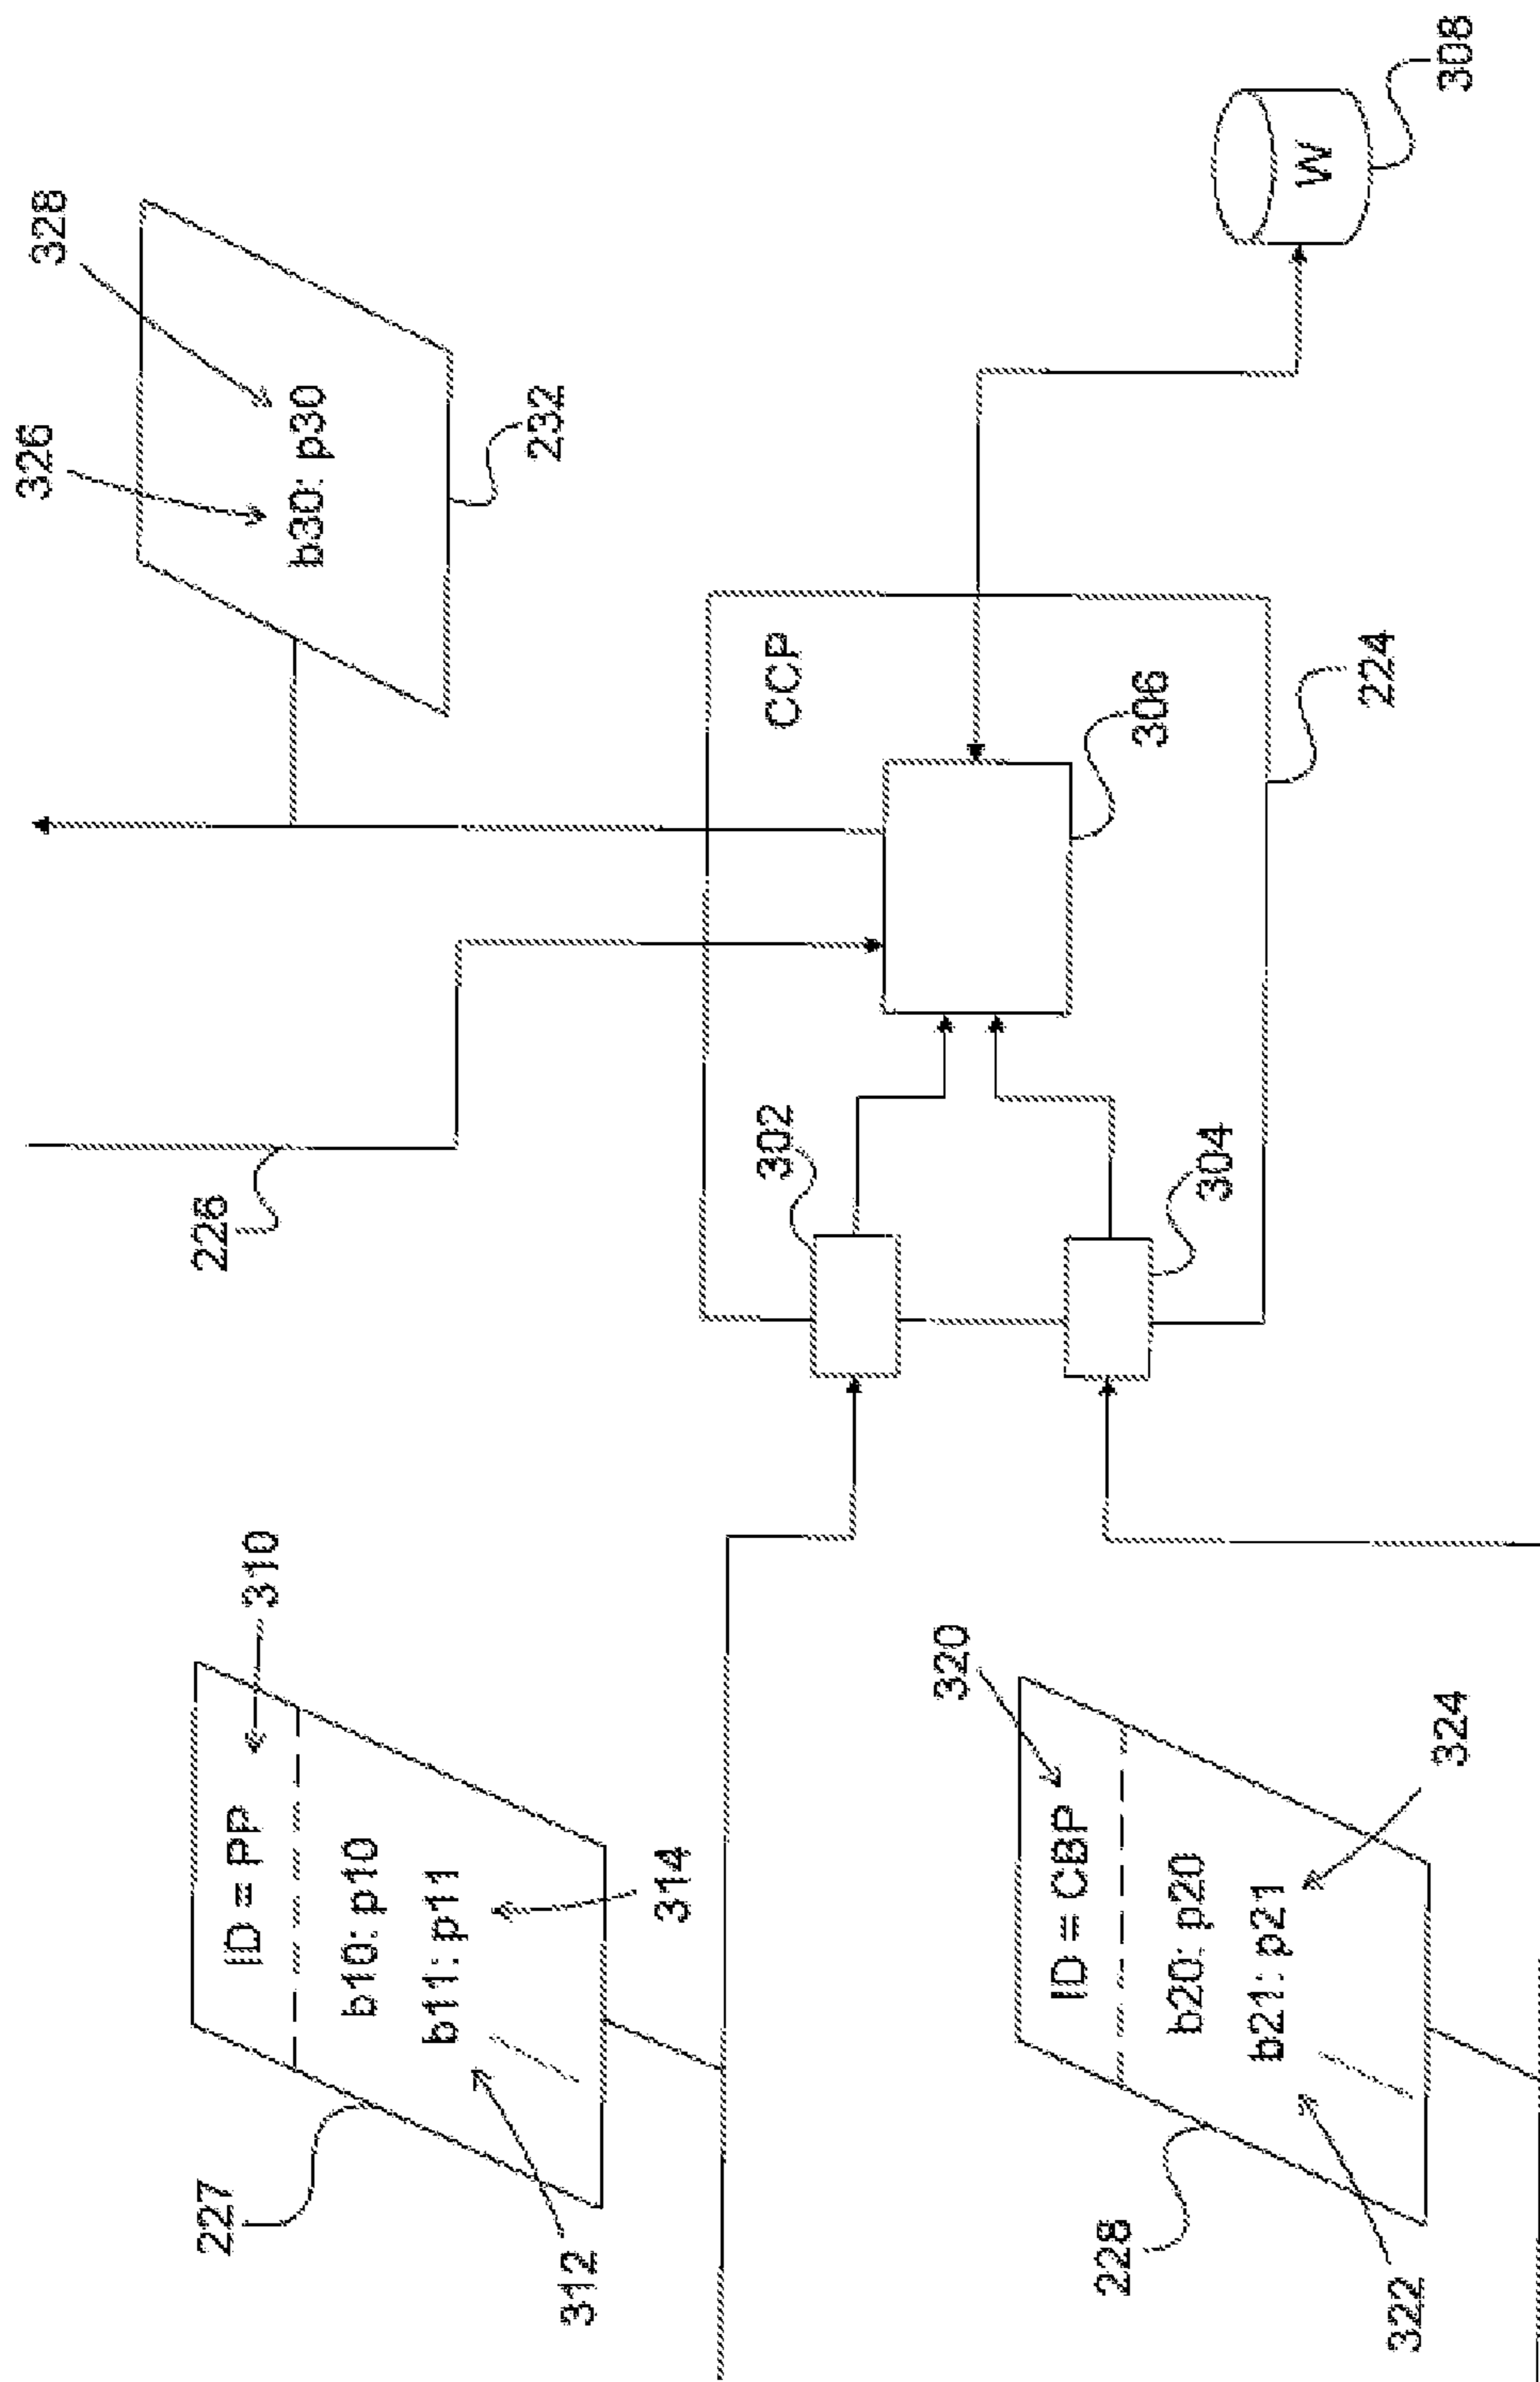 326
328
227
226
ID = PP
310
b30: p30
b10: p10
b11: p11
232
312
314
302
CCP
320
ID = CBP
228
306
b20: p20
304
b21: p21
W
224
322
324
308